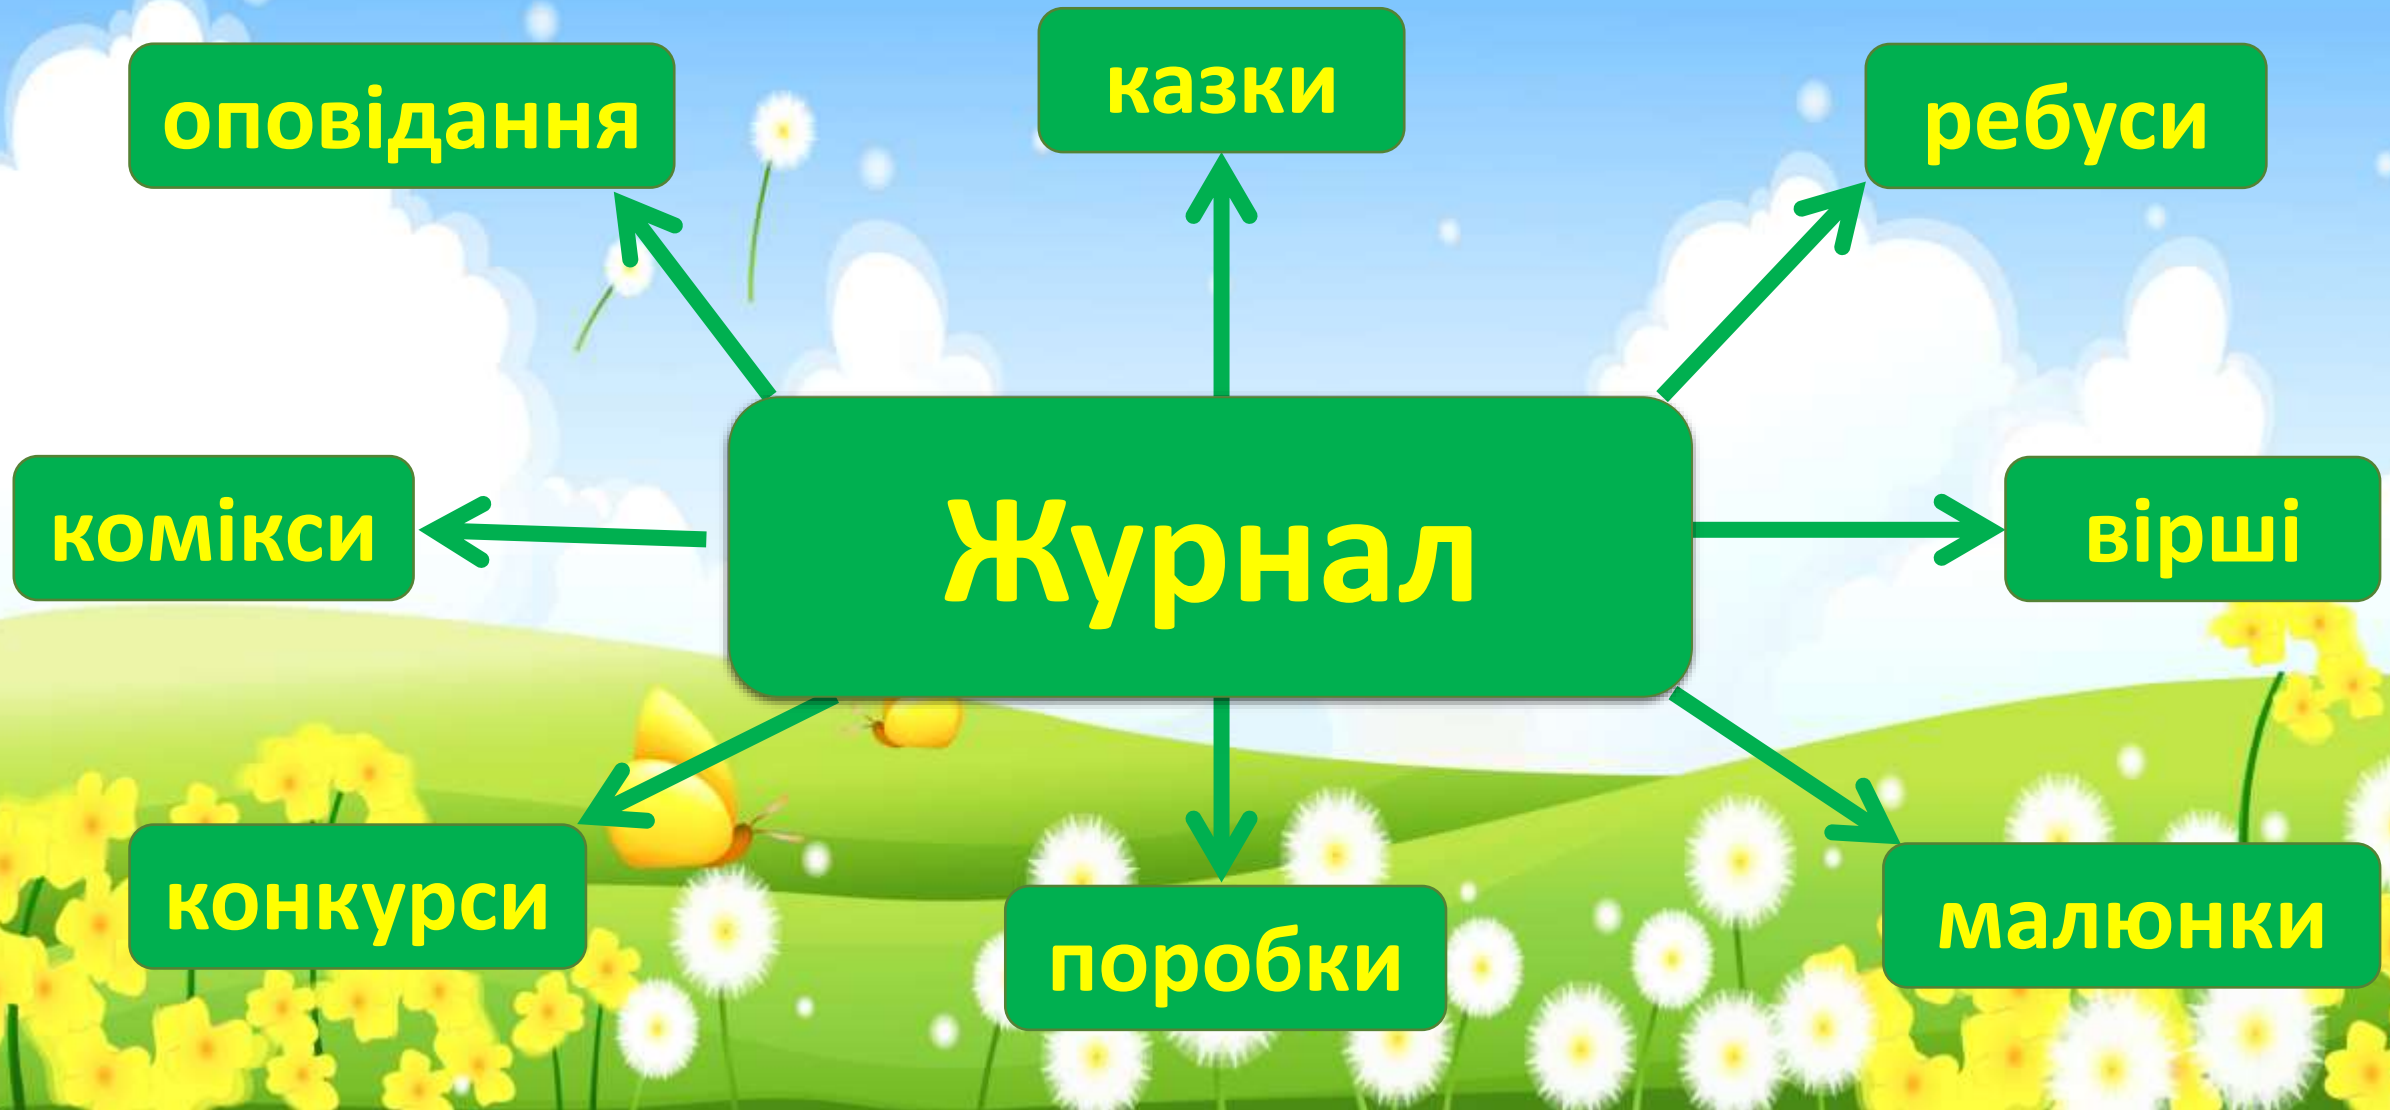 оповідання
казки
ребуси
комікси
Журнал
вірші
конкурси
поробки
малюнки